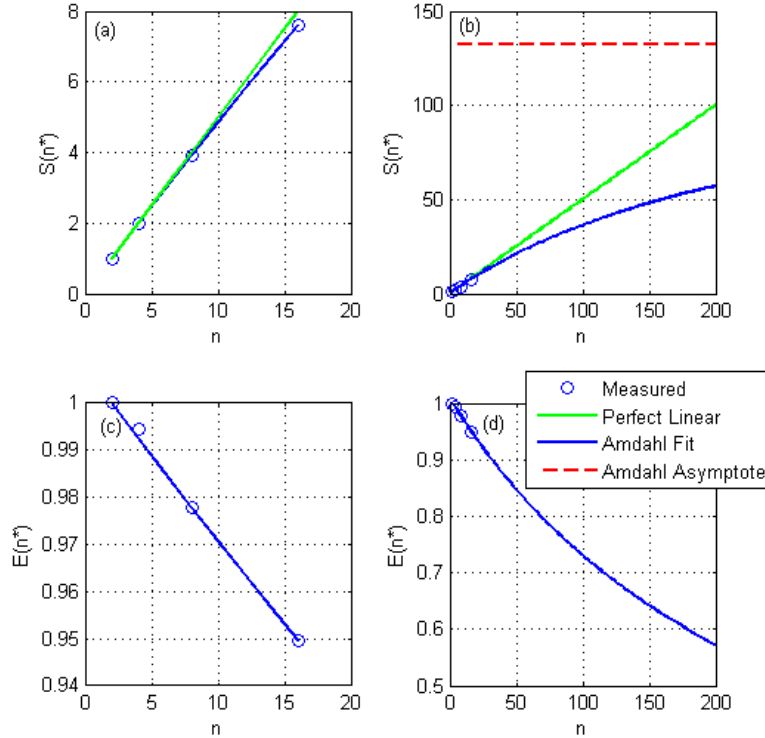 (a)
8
6
4
2
0
S(n*)
0 5 10 15 20
n
(b)
150
100
50
0
S(n*)
0 50 100 150 200
n
(c)
1
0.99
0.98
0.97
0.96
0.95
0.94
E(n*)
0 5 10 15 20
n
(d)
1
0.9
0.8
0.7
0.6
0.5
E(n*)
0 50 100 150 200
n
Measured
Perfect Linear
Amdahl Fit
Amdahl Asymptote